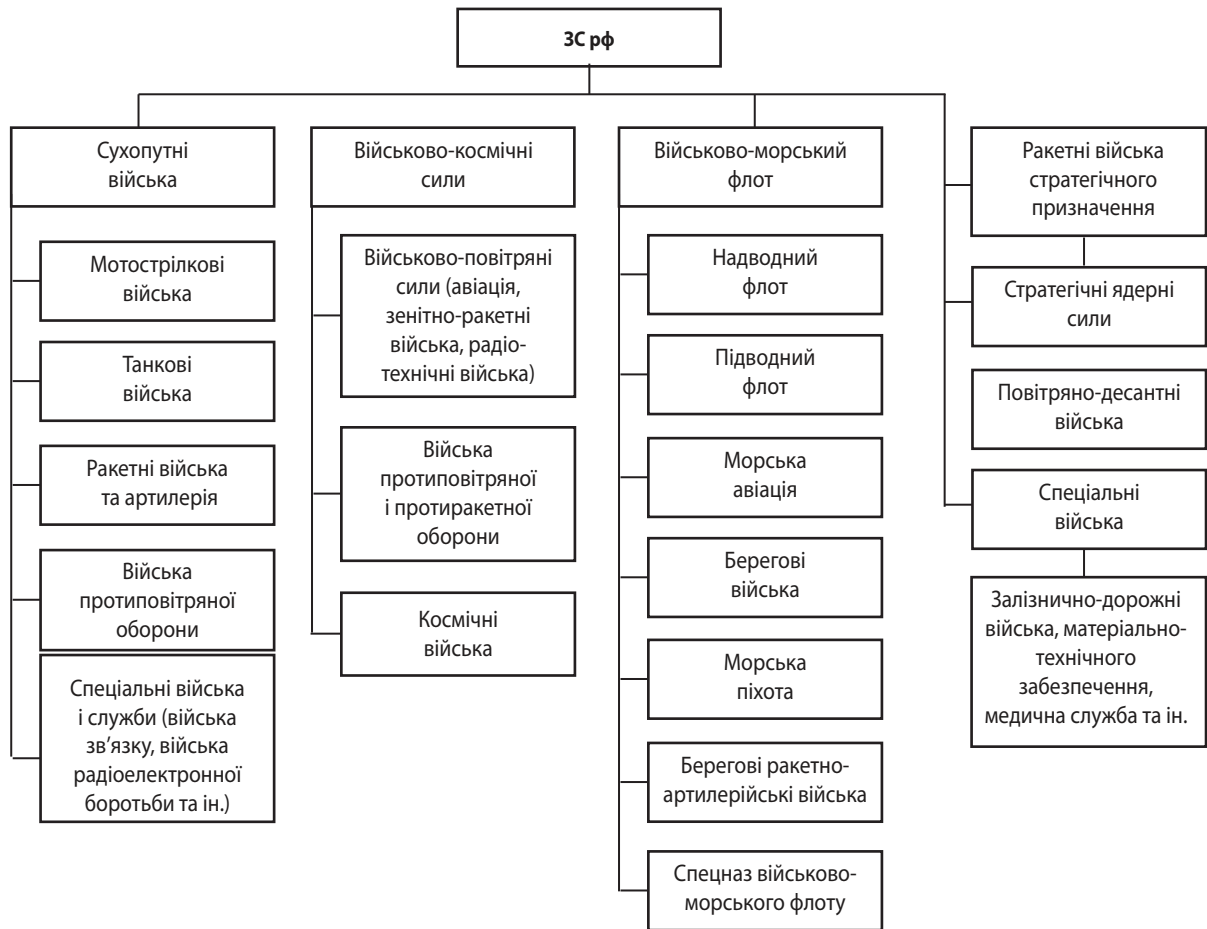 ЗС рф
Сухопутні
війська
Мотострілкові
війська
Танкові
війська
Ракетні війська
та артилерія
Війська
протиповітряної
оборони
Спеціальні війська
і служби (війська
зв’язку, війська
радіоелектронної
боротьби та ін.)
Військово-космічні
сили
Військово-повітряні
сили (авіація,
зенітно-ракетні
війська, радіо-
технічні війська)
Війська
протиповітряної
і протиракетної
оборони
Космічні
війська
Військово-морський
флот
Надводний
флот
Підводний
флот
Морська
авіація
Берегові
війська
Морська
піхота
Берегові ракетно-
артилерійські війська
Спецназ військово-
морського флоту
Ракетні війська
стратегічного
призначення
Стратегічні ядерні
сили
Повітряно-десантні
війська
Спеціальні
війська
Залізнично-дорожні
війська, матеріально-
технічного
забезпечення,
медична служба та ін.